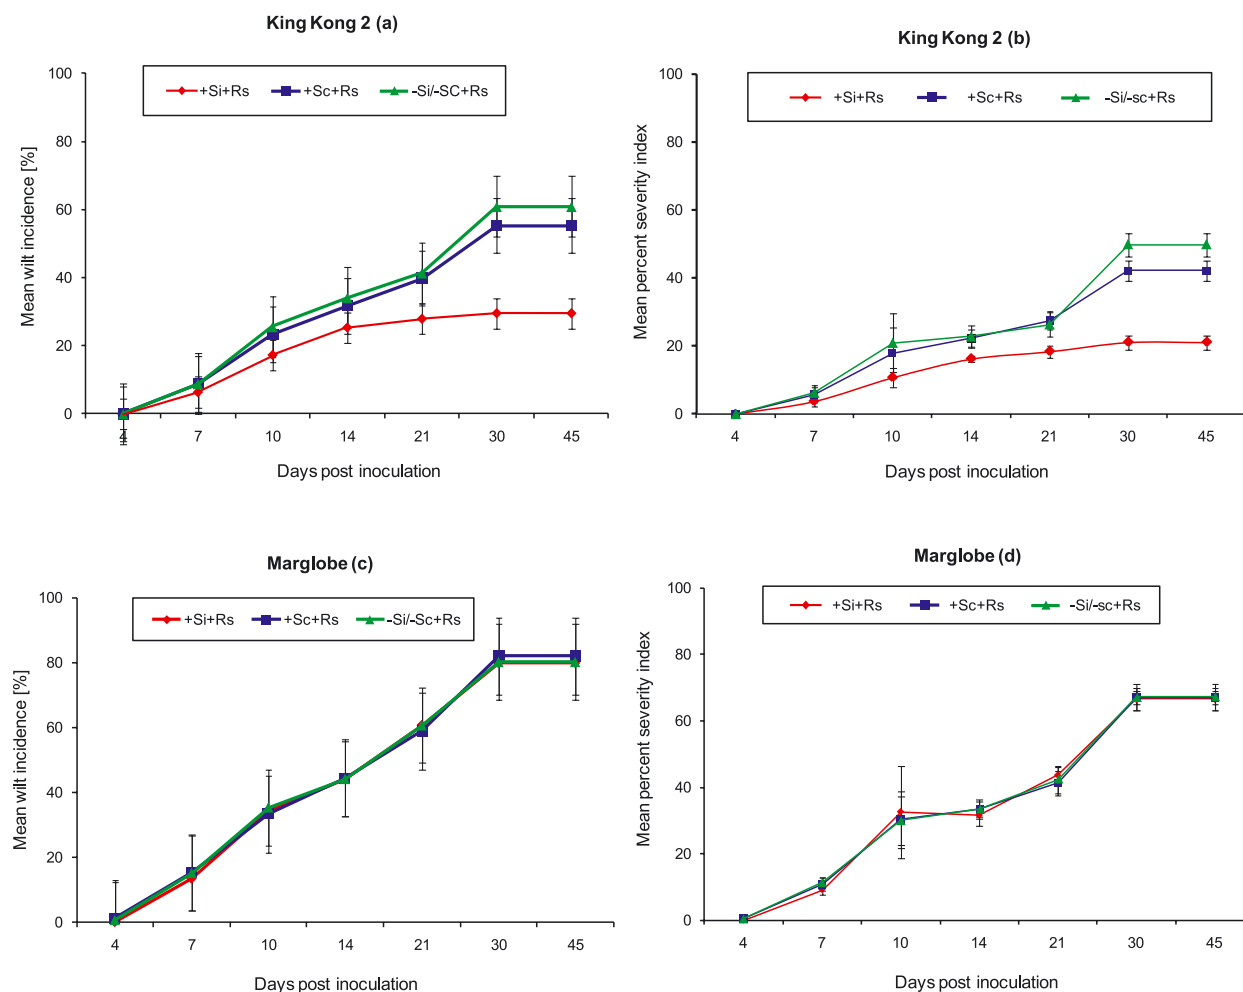 King Kong 2 (a)
+Si+Rs +Sc+Rs -Si/-SC+Rs
Mean wilt incidence [%]
100
80
60
40
20
0
4 7 10 14 21 30 45
Days post inoculation
King Kong 2 (b)
+Si+Rs +Sc+Rs -Si/-sc+Rs
Mean percent severity index
100
80
60
40
20
0
4 7 10 14 21 30 45
Days post inoculation
Marglobe (c)
+Si+Rs +Sc+Rs -Si/-Sc+Rs
Mean wilt incidence [%]
100
80
60
40
20
0
4 7 10 14 21 30 45
Days post inoculation
Marglobe (d)
+Si+Rs +Sc+Rs -Si/-sc+Rs
Mean percent severity index
100
80
60
40
20
0
4 7 10 14 21 30 45
Days post inoculation